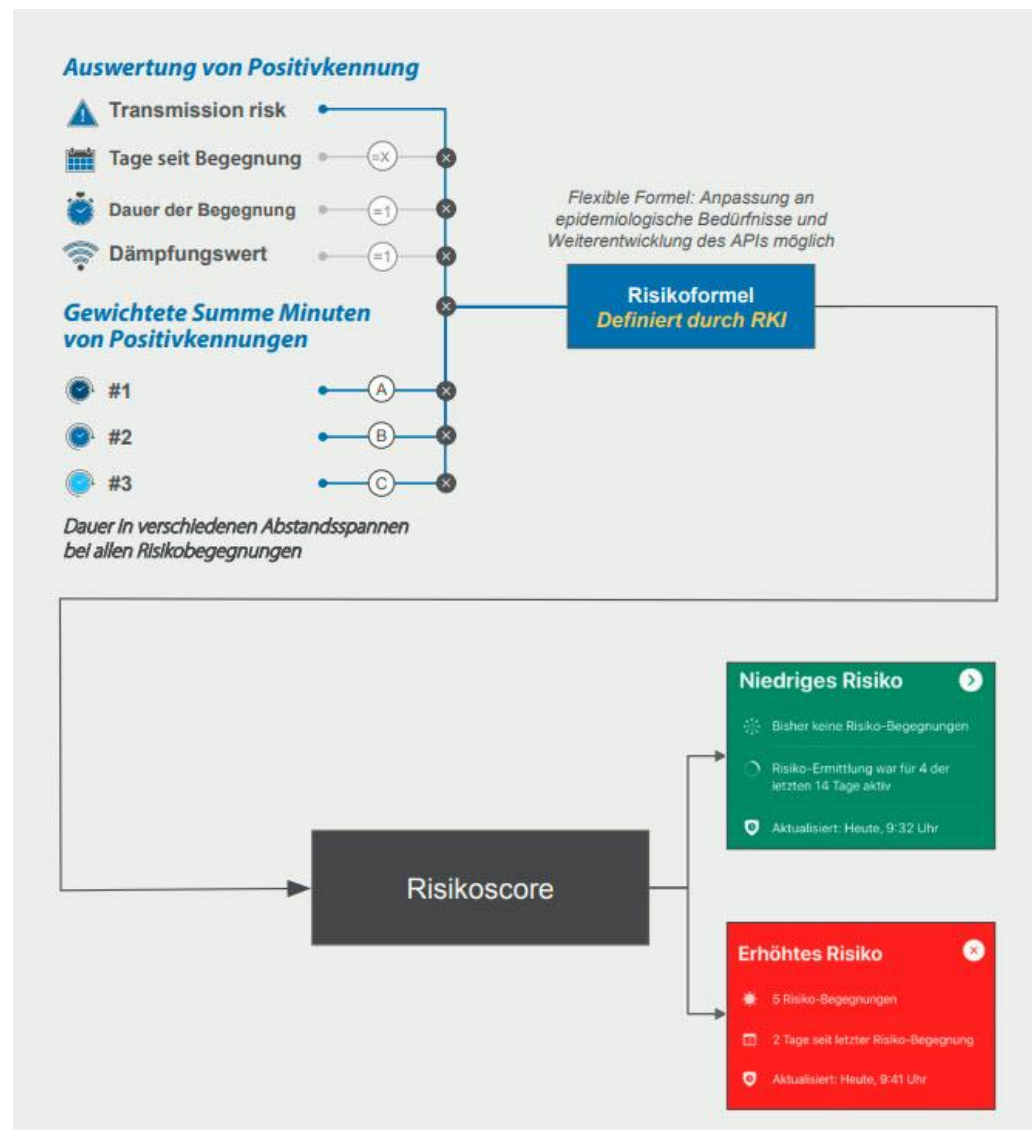 Auswertung von Positivkennung
Transmission risk
Tage seit Begegnung
=X
Dauer der Begegnung
=1
Dämpfungswert
=1
Gewichtete Summe Minuten
von Positivkennungen
#1
A
#2
B
#3
C
Dauer in verschiedenen Abstandsspannen
bei allen Risikobegegnungen
Flexible Formel: Anpassung an
epidemiologische Bedürfnisse und
Weiterentwicklung des APIs möglich
Risikoformel
Definiert durch RKI
Risikoscore
Niedriges Risiko
Bisher keine Risiko-Begegnungen
Risiko-Ermittlung war für 4 der
letzten 14 Tage aktiv
Aktualisiert: Heute, 9:32 Uhr
Erhöhtes Risiko
5 Risiko-Begegnungen
2 Tage seit letzter Risiko-Begegnung
Aktualisiert: Heute, 9:41 Uhr